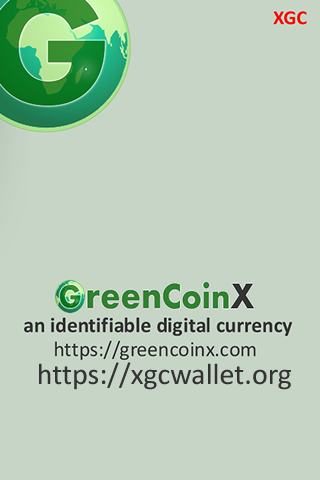 XGC
GreenCoinX
an identifiable digital currency
https://greencoinx.com
https://xgcwallet.org